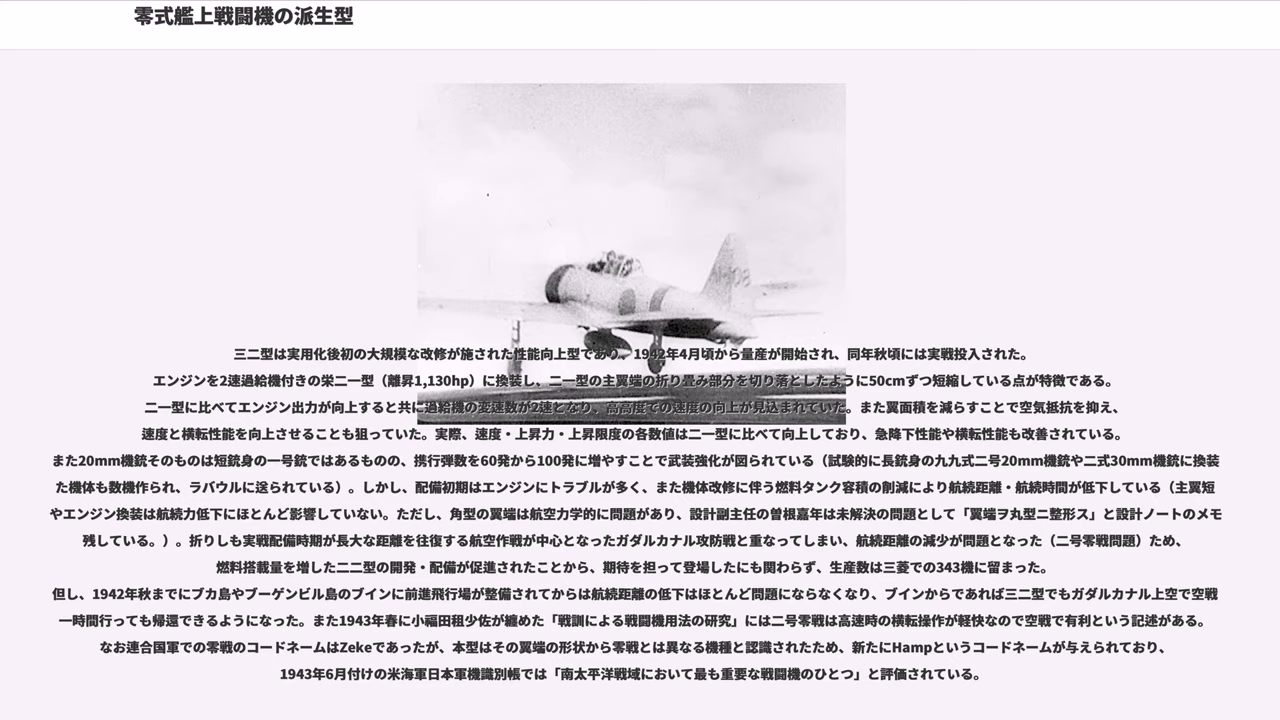 零式艦上戦闘機の派生型
三二型は実用化後初の大規模な改修が施された性能向上型であり、1942年4月頃から量産が開始され、同年秋頃には実戦投入された。
エンジンを2速過給機付きの栄二一型（離昇1,130hp）に換装し、二一型の主翼端の折り畳み部分を切り落としたように50cmずつ短縮している点が特徴である。
二一型に比べてエンジン出力が向上すると共に過給機の変速数が2速となり、高高度での速度の向上が見込まれていた。また翼面積を減らすことで空気抵抗を抑え、
速度と横転性能を向上させることも狙っていた。実際、速度・上昇力・上昇限度の各数値は二一型に比べて向上しており、急降下性能や横転性能も改善されている。
また20mm機銃そのものは短銃身の一号銃ではあるものの、携行弾数を60発から100発に増やすことで武装強化が図られている（試験的に長銃身の九九式二号20mm機銃や二式30mm機銃に換装
た機体も数機作られ、ラバウルに送られている）。しかし、配備初期はエンジンにトラブルが多く、また機体改修に伴う燃料タンク容積の削減により航続距離・航続時間が低下している（主翼短
やエンジン換装は航続力低下にほとんど影響していない。ただし、角型の翼端は航空力学的に問題があり、設計副主任の曽根嘉年は未解決の問題として「翼端ヲ丸型ニ整形ス」と設計ノートのメモ
残している。）。折りしも実戦配備時期が長大な距離を往復する航空作戦が中心となったガダルカナル攻防戦と重なってしまい、航続距離の減少が問題となった（二号零戦問題）ため、
燃料搭載量を増した二二型の開発・配備が促進されたことから、期待を担って登場したにも関わらず、生産数は三菱での343機に留まった。
但し、1942年秋までにブカ島やブーゲンビル島のブインに前進飛行場が整備されてからは航続距離の低下はほとんど問題にならなくなり、ブインからであれば三二型でもガダルカナル上空で空戦
一時間行っても帰還できるようになった。また1943年春に小福田租少佐が纏めた「戦訓による戦闘機用法の研究」には二号零戦は高速時の横転操作が軽快なので空戦で有利という記述がある。
なお連合国軍での零戦のコードネームはZekeであったが、本型はその翼端の形状から零戦とは異なる機種と認識されたため、新たにHampというコードネームが与えられており、
1943年6月付けの米海軍日本軍機識別帳では「南太平洋戦域において最も重要な戦闘機のひとつ」と評価されている。